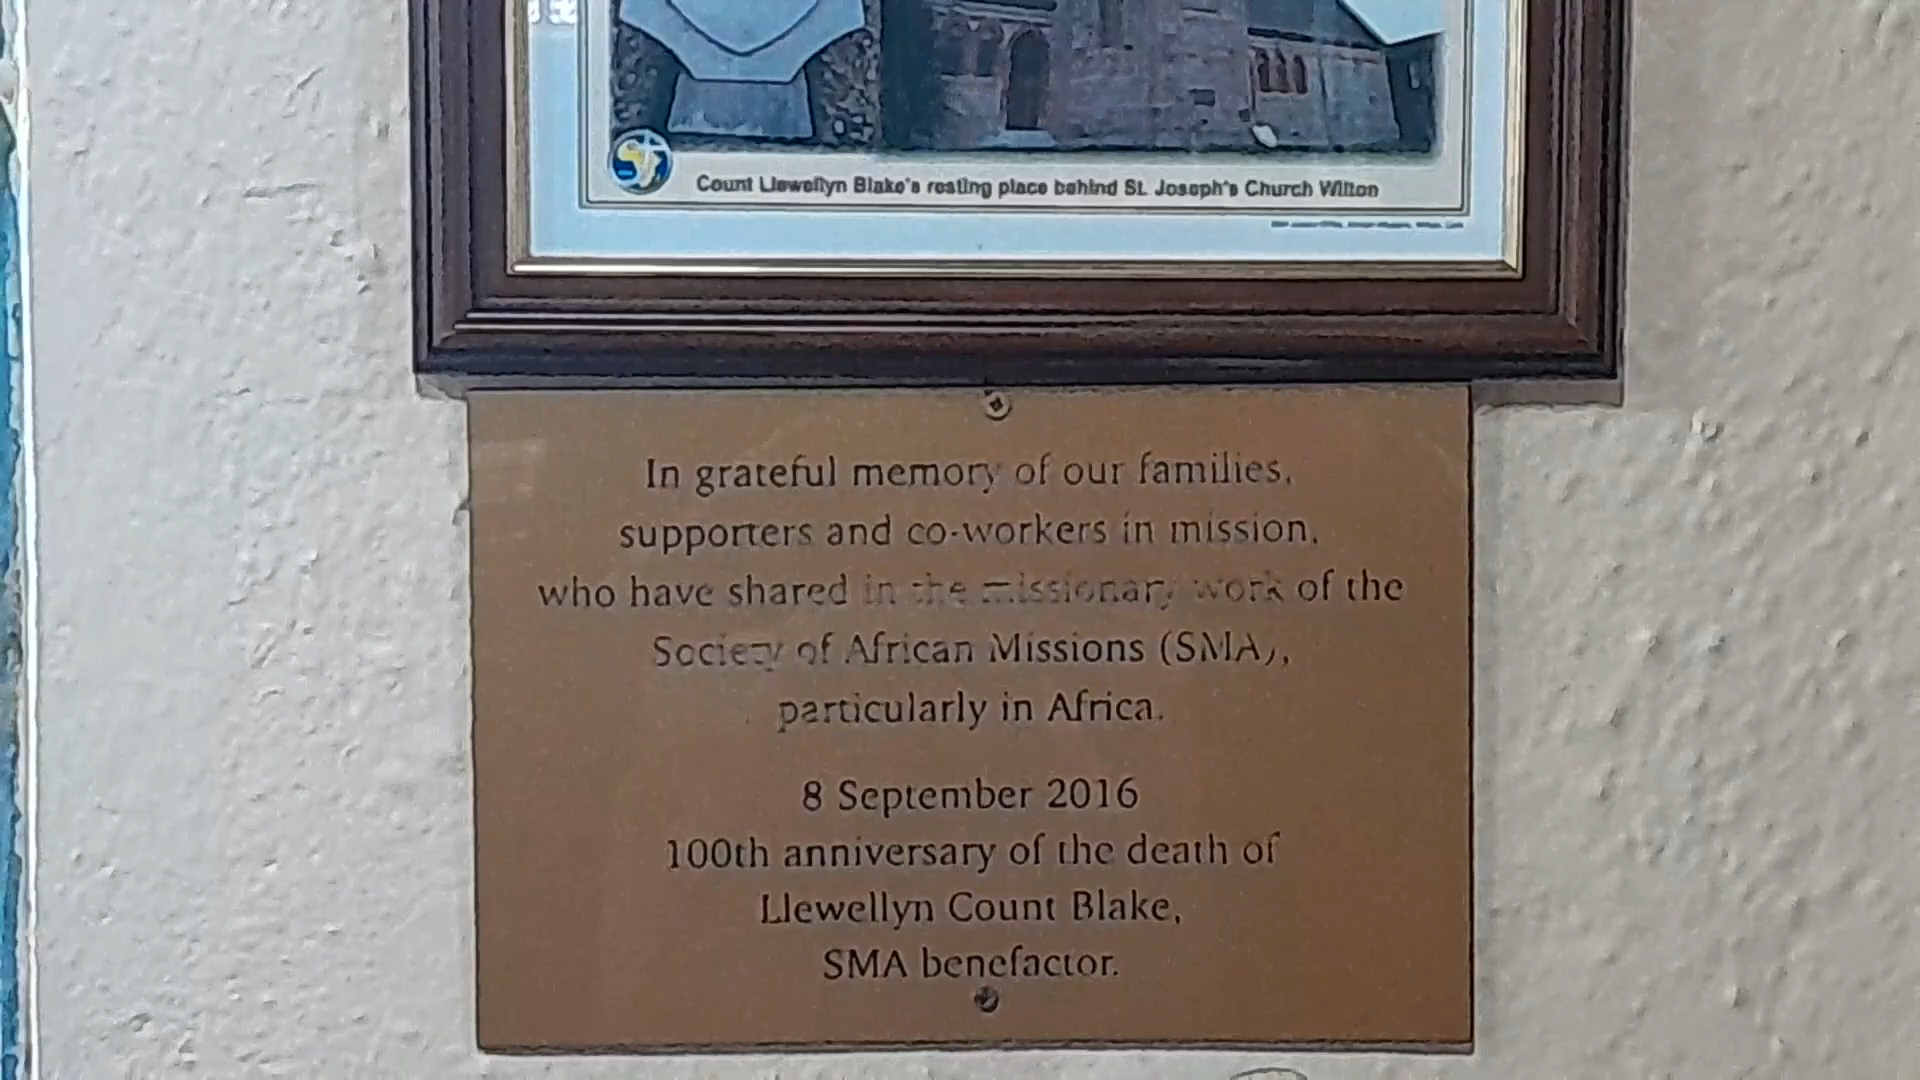 Count Llewellyn Blake's resting place behind St. Joseph's Church Wilton
In grateful memory of our families,
supporters and co-workers in mission,
who have shared in the missionary work of the
Society of African Missions (SMA),
particularly in Africa.
8 September 2016
100th anniversary of the death of
Llewellyn Count Blake,
SMA benefactor.